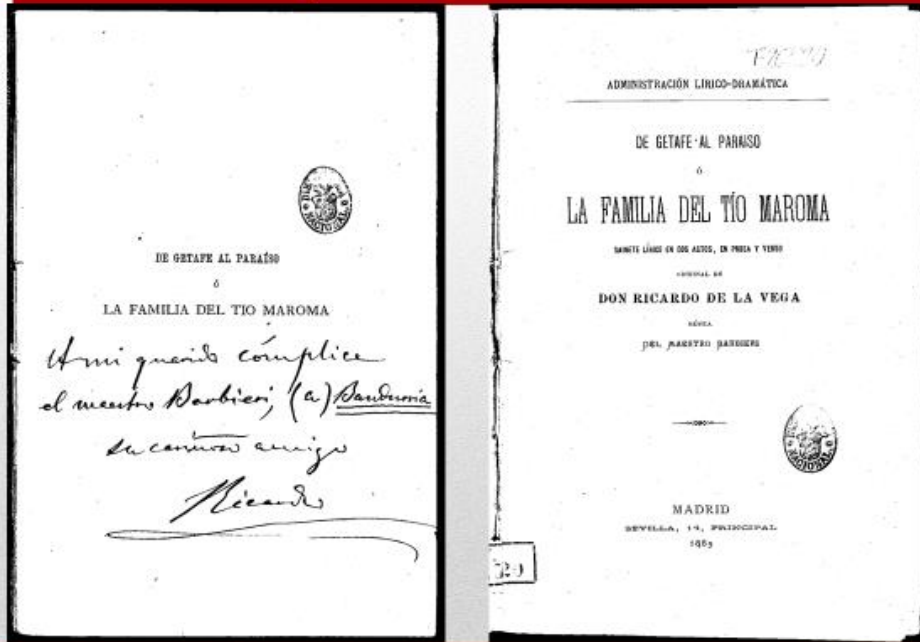 DE GETAFE AL PARAÍSO
ó
LA FAMILIA DEL TIO MAROMA
A mi querido cómplice
el maestro Barbieri, (a) Bandurria
su cariñoso amigo
Ricardo
ADMINISTRACIÓN LÍRICO-DRAMÁTICA
DE GETAFE AL PARAISO
ó
LA FAMILIA DEL TÍO MAROMA
SAINETE LÍRICO EN DOS ACTOS, EN PROSA Y VERSO
ORIGINAL DE
DON RICARDO DE LA VEGA
MÚSICA
DEL MAESTRO BARBIERI
NACIONAL
MADRID
SEVILLA, 14, PRINCIPAL